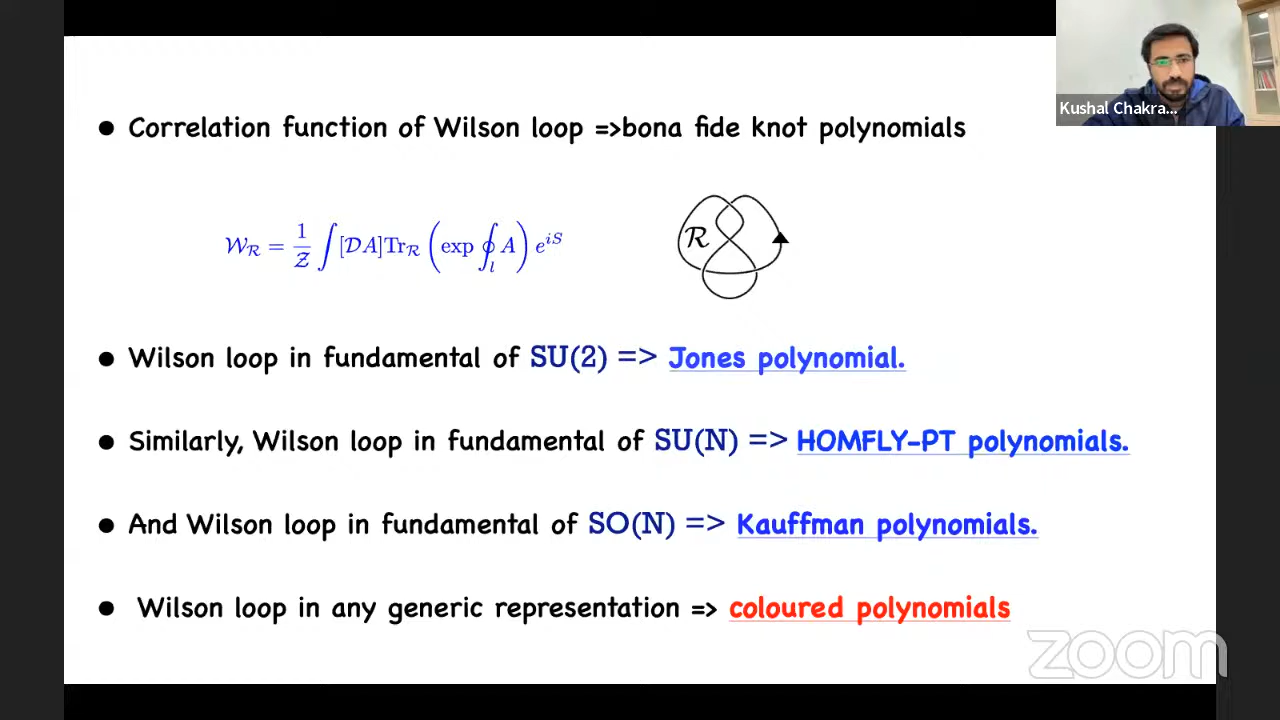 Kushal Chakra...
● Correlation function of Wilson loop =>bona fide knot polynomials
𝒲_ℛ = 1/𝒵 ∫[𝒟A]Tr_ℛ (exp ∮_l A) e^{iS}
ℛ
● Wilson loop in fundamental of SU(2) => Jones polynomial.
● Similarly, Wilson loop in fundamental of SU(N) => HOMFLY-PT polynomials.
● And Wilson loop in fundamental of SO(N) => Kauffman polynomials.
● Wilson loop in any generic representation => coloured polynomials
zoom